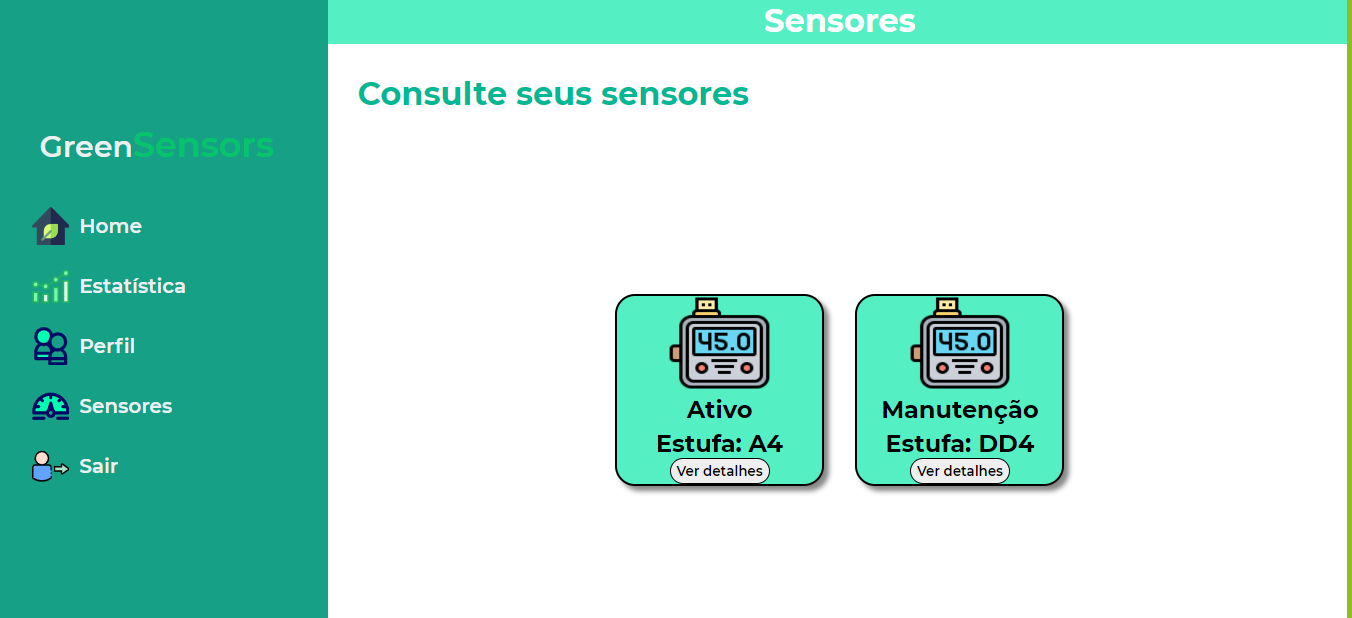 Sensores
Consulte seus sensores
GreenSensors
Home
Estatística
Perfil
Sensores
Sair
45.0
Ativo
Estufa: A4
Ver detalhes
45.0
Manutenção
Estufa: DD4
Ver detalhes